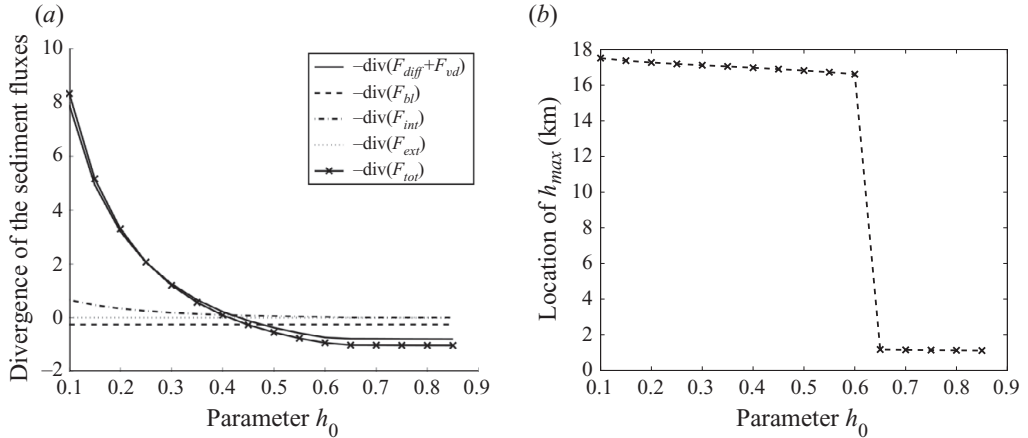 (a)
Divergence of the sediment fluxes
10
8
6
4
2
0
−2
0.1 0.2 0.3 0.4 0.5 0.6 0.7 0.8 0.9
Parameter h0
−div(Fdiff+Fvd)
−div(Fbl)
−div(Fint)
−div(Fext)
−div(Ftot)
(b)
Location of hmax (km)
18
16
14
12
10
8
6
4
2
0
0.1 0.2 0.3 0.4 0.5 0.6 0.7 0.8 0.9
Parameter h0